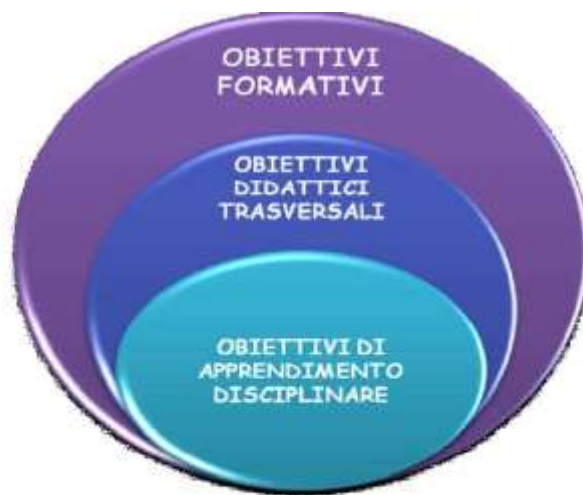 OBIETTIVI
FORMATIVI
OBIETTIVI
DIDATTICI
TRASVERSALI
OBIETTIVI DI
APPRENDIMENTO
DISCIPLINARE